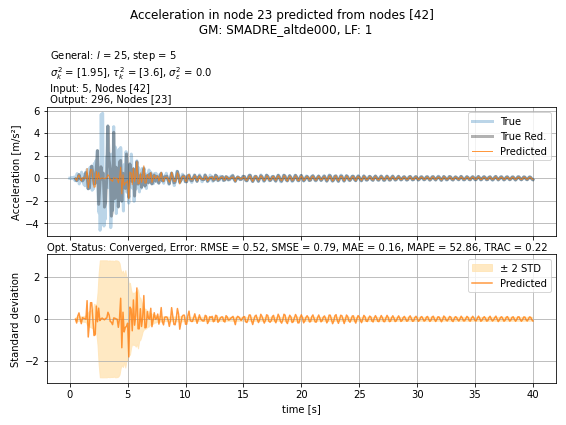 Acceleration in node 23 predicted from nodes [42]
GM: SMADRE_altde000, LF: 1
General: l = 25, step = 5
σ²ₖ = [1.95], τ²ₖ = [3.6], σ²ε = 0.0
Input: 5, Nodes [42]
Output: 296, Nodes [23]
Acceleration [m/s²]
6
4
2
0
−2
−4
True
True Red.
Predicted
Opt. Status: Converged, Error: RMSE = 0.52, SMSE = 0.79, MAE = 0.16, MAPE = 52.86, TRAC = 0.22
Standard deviation
2
0
−2
± 2 STD
Predicted
0 5 10 15 20 25 30 35 40
time [s]